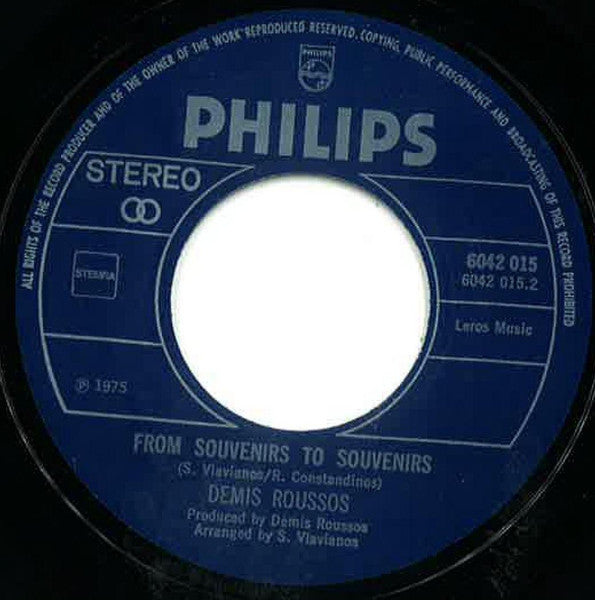 ALL RIGHTS OF THE RECORD PRODUCER AND OF THE OWNER OF THE WORK REPRODUCED RESERVED. COPYING, PUBLIC PERFORMANCE AND BROADCASTING OF THIS RECORD PROHIBITED
PHILIPS
PHILIPS
STEREO
STEMRA
6042 015
6042 015.2
Leros Music
Ⓟ 1975
FROM SOUVENIRS TO SOUVENIRS
(S. Vlavianos/R. Constandinos)
DEMIS ROUSSOS
Produced by Demis Roussos
Arranged by S. Vlavianos